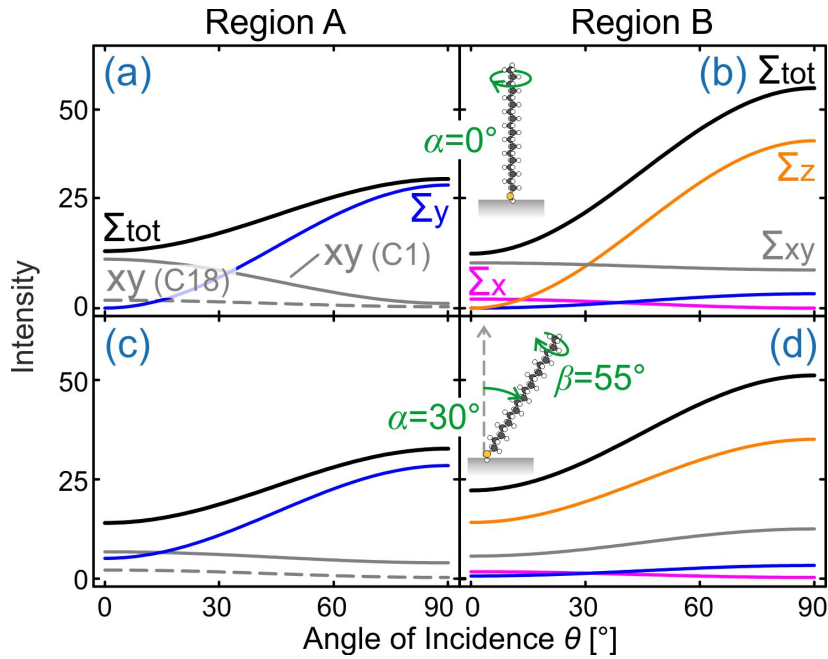 Region A
Region B
(a)
(b)
Σtot
50
α=0°
Σz
25
Σy
Σtot
xy (C1)
Σxy
xy (C18)
Σx
0
Intensity
(c)
(d)
50
β=55°
α=30°
25
0
0 30 60 90 0 30 60 90
Angle of Incidence θ [°]